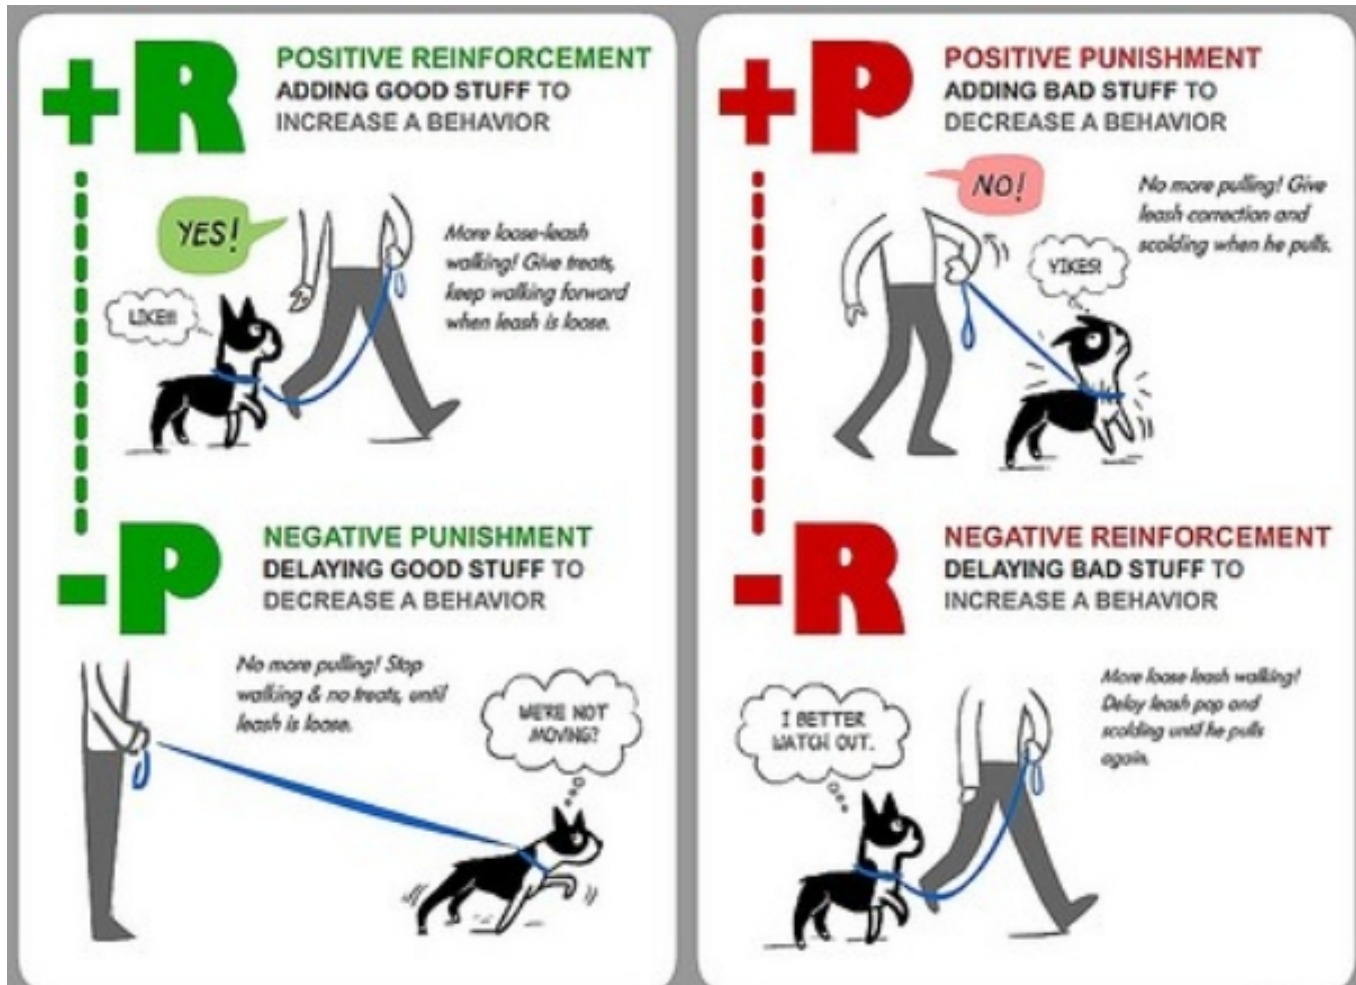 +R
POSITIVE REINFORCEMENT
ADDING GOOD STUFF TO
INCREASE A BEHAVIOR
YES!
LIKE!!!
More loose-leash
walking! Give treats,
keep walking forward
when leash is loose.
-P
NEGATIVE PUNISHMENT
DELAYING GOOD STUFF TO
DECREASE A BEHAVIOR
No more pulling! Stop
walking & no treats, until
leash is loose.
WE'RE NOT
MOVING?
+P
POSITIVE PUNISHMENT
ADDING BAD STUFF TO
DECREASE A BEHAVIOR
NO!
No more pulling! Give
leash correction and
scolding when he pulls.
YIKES!
-R
NEGATIVE REINFORCEMENT
DELAYING BAD STUFF TO
INCREASE A BEHAVIOR
I BETTER
WATCH OUT.
More loose leash walking!
Delay leash pop and
scolding until he pulls
again.